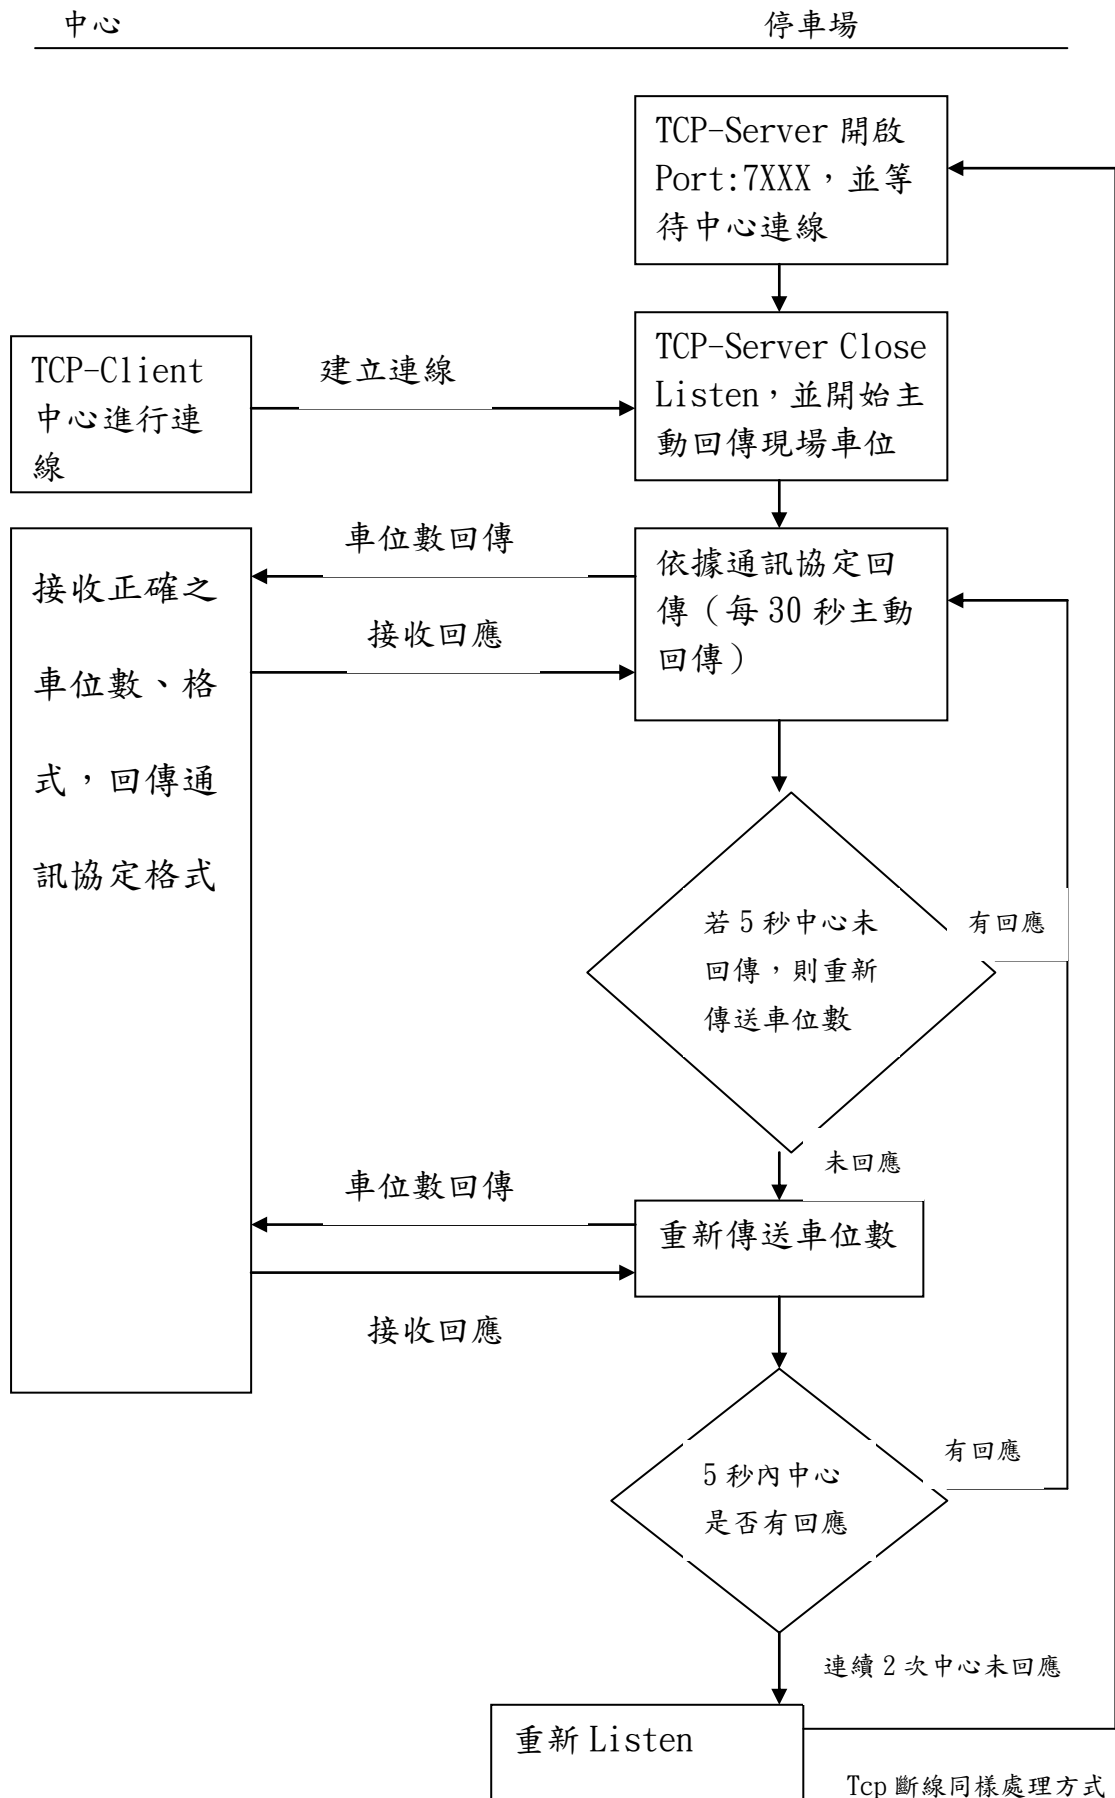 中心
停車場
TCP-Server 開啟
Port:7XXX，並等
待中心連線
TCP-Client
中心進行連
線
建立連線
TCP-Server Close
Listen，並開始主
動回傳現場車位
接收正確之
車位數、格
式，回傳通
訊協定格式
車位數回傳
接收回應
依據通訊協定回
傳（每 30 秒主動
回傳）
若 5 秒中心未
回傳，則重新
傳送車位數
有回應
未回應
車位數回傳
接收回應
重新傳送車位數
5 秒內中心
是否有回應
有回應
連續 2 次中心未回應
重新 Listen
Tcp 斷線同樣處理方式